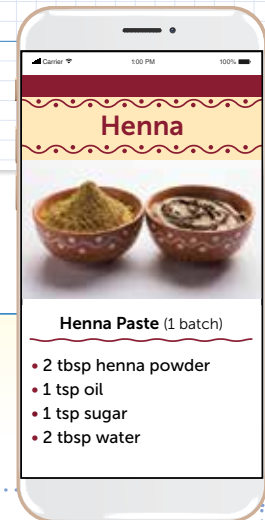 Carrier 1:00 PM 100%
Henna
Henna Paste (1 batch)
• 2 tbsp henna powder
• 1 tsp oil
• 1 tsp sugar
• 2 tbsp water